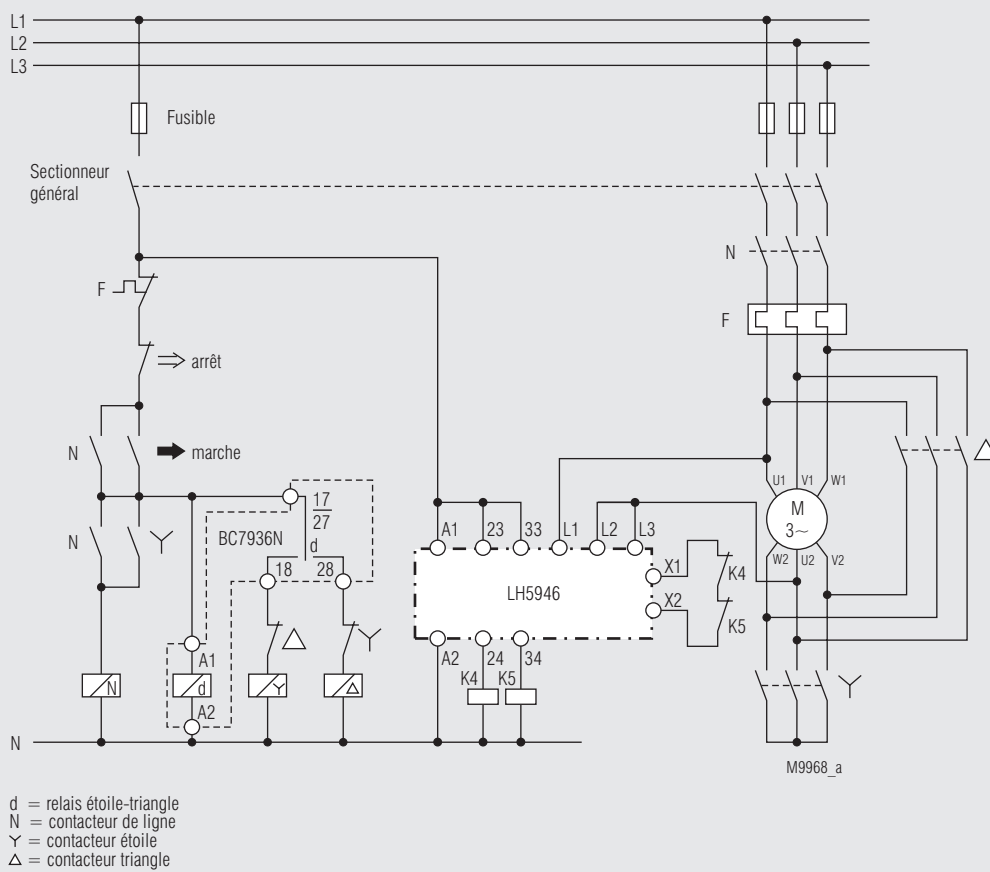 L1
L2
L3
Fusible
Sectionneur
général
N
F
F
arrêt
N
marche
U1 V1 W1
M
3~
17
27
A1 23 33 L1 L2 L3
BC7936N
d
N
18 28
W2 U2 V2
X1
K4
LH5946
X2
K5
A1
A2 24 34
K4 K5
N
d
A2
N
M9968_a
d = relais étoile-triangle
N = contacteur de ligne
Y = contacteur étoile
△ = contacteur triangle